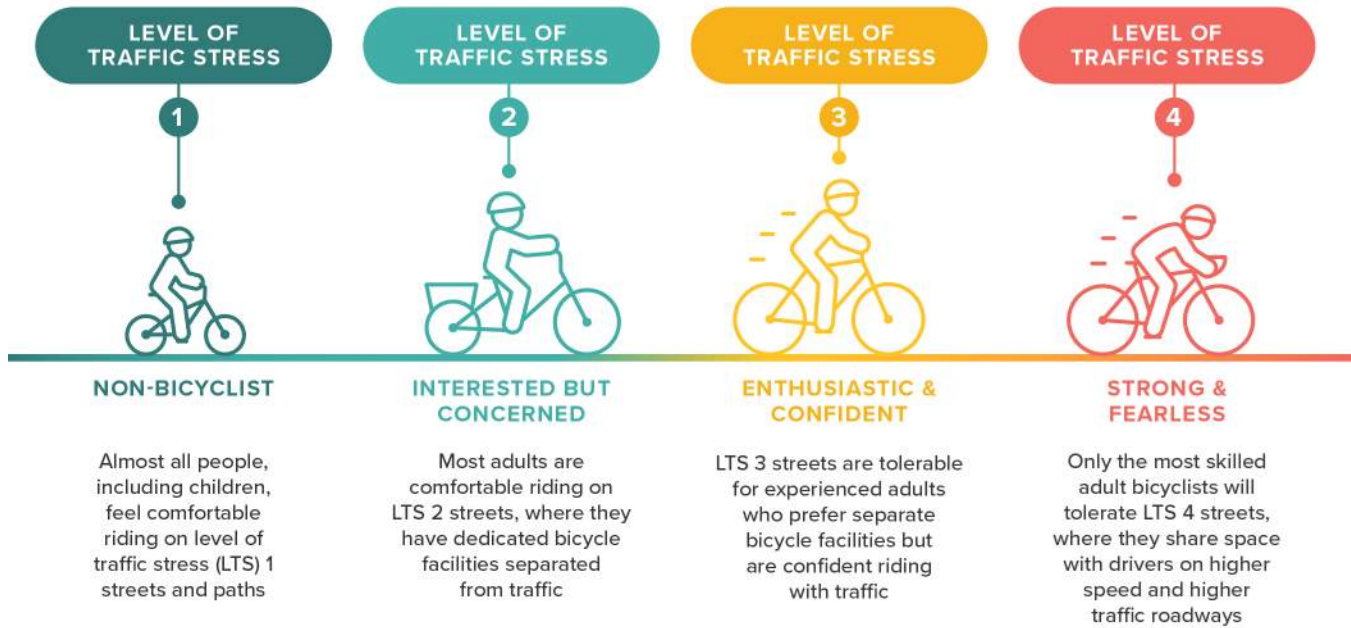 LEVEL OF
TRAFFIC STRESS
1
NON-BICYCLIST
Almost all people,
including children,
feel comfortable
riding on level of
traffic stress (LTS) 1
streets and paths
LEVEL OF
TRAFFIC STRESS
2
INTERESTED BUT
CONCERNED
Most adults are
comfortable riding on
LTS 2 streets, where they
have dedicated bicycle
facilities separated
from traffic
LEVEL OF
TRAFFIC STRESS
3
ENTHUSIASTIC &
CONFIDENT
LTS 3 streets are tolerable
for experienced adults
who prefer separate
bicycle facilities but
are confident riding
with traffic
LEVEL OF
TRAFFIC STRESS
4
STRONG &
FEARLESS
Only the most skilled
adult bicyclists will
tolerate LTS 4 streets,
where they share space
with drivers on higher
speed and higher
traffic roadways